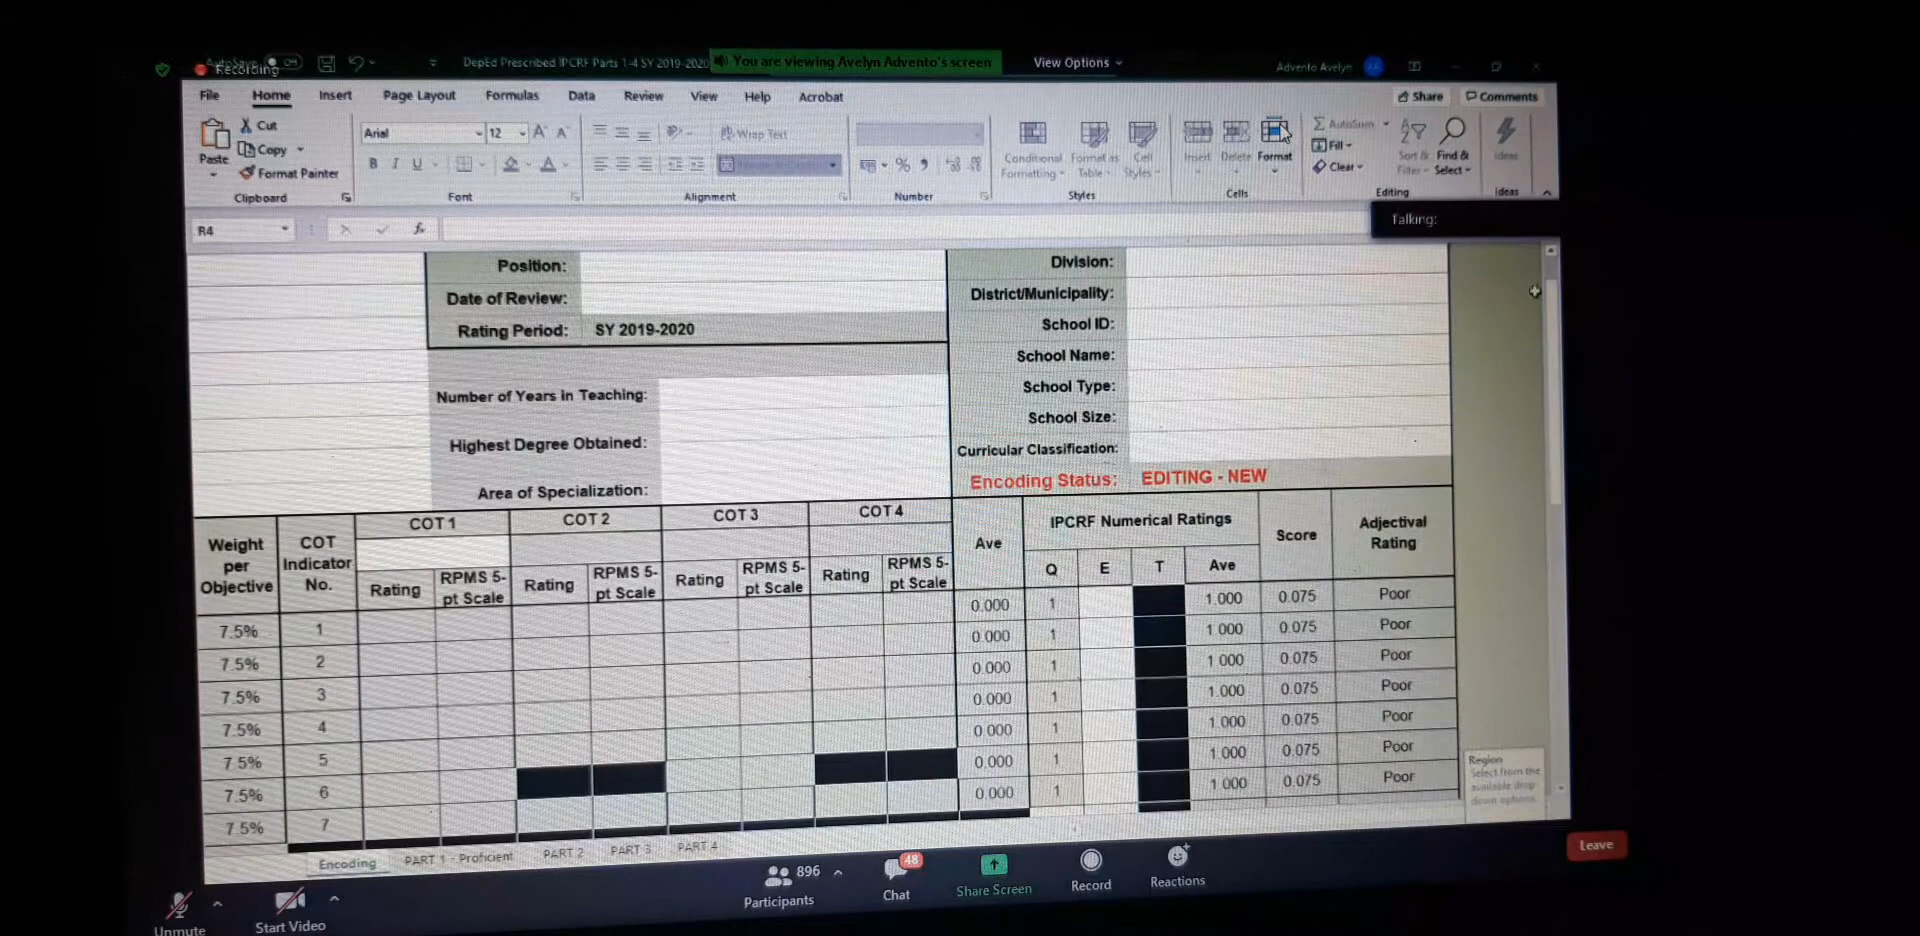 Recording
DepEd Prescribed IPCRF Parts 1-4 SY 2019-2020
You are viewing Avelyn Advento's screen
View Options
Advento Avelyn
File Home Insert Page Layout Formulas Data Review View Help Acrobat
Share Comments
Paste
Cut
Copy
Format Painter
Clipboard
Arial 12
B I U
Font
Wrap Text
Alignment
Number
Conditional Formatting
Format as Table
Cell Styles
Styles
Insert Delete Format
Cells
AutoSum
Fill
Clear
Sort & Filter
Find & Select
Editing
Ideas
Ideas
Talking:
R4
fx
Position:
Date of Review:
Rating Period: SY 2019-2020
Number of Years in Teaching:
Highest Degree Obtained:
Area of Specialization:
Division:
District/Municipality:
School ID:
School Name:
School Type:
School Size:
Curricular Classification:
Encoding Status: EDITING - NEW
Weight per Objective
COT Indicator No.
COT 1 COT 2 COT 3 COT 4
Rating RPMS 5-pt Scale Rating RPMS 5-pt Scale Rating RPMS 5-pt Scale Rating RPMS 5-pt Scale
Ave
IPCRF Numerical Ratings
Q E T Ave
Score
Adjectival Rating
7.5% 1 0.000 1 1.000 0.075 Poor
7.5% 2 0.000 1 1.000 0.075 Poor
7.5% 3 0.000 1 1.000 0.075 Poor
7.5% 4 0.000 1 1.000 0.075 Poor
7.5% 5 0.000 1 1.000 0.075 Poor
7.5% 6 0.000 1 1.000 0.075 Poor
7.5% 7 0.000 1 1.000 0.075 Poor
Region
Select from the
available drop
down options.
Encoding PART 1 - Proficient PART 2 PART 3 PART 4
Unmute
Start Video
896
Participants
48
Chat
Share Screen
Record
Reactions
Leave